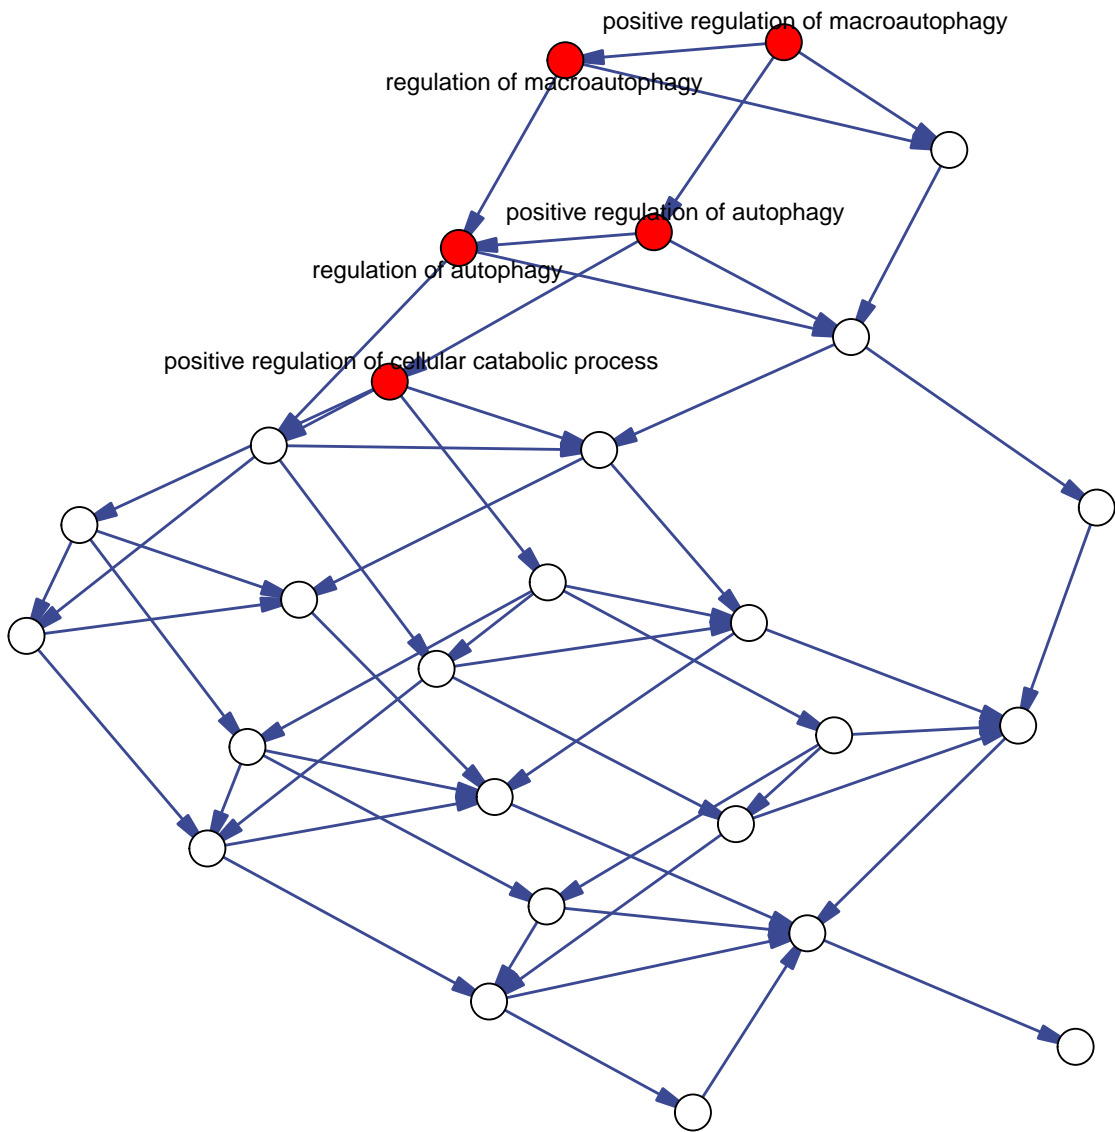 positive regulation of macroautophagy
regulation of macroautophagy
positive regulation of autophagy
regulation of autophagy
positive regulation of cellular catabolic process